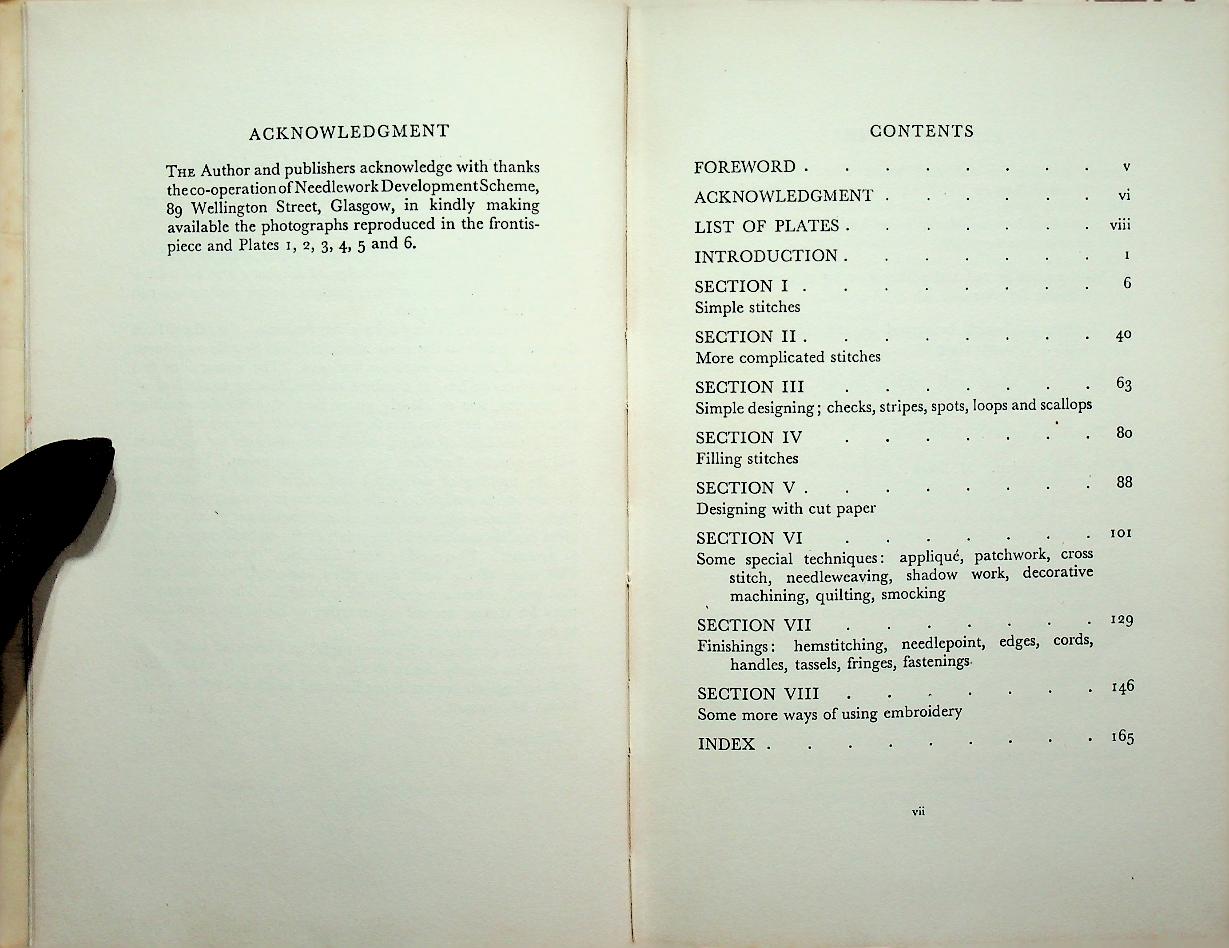 ACKNOWLEDGMENT
THE Author and publishers acknowledge with thanks
the co-operation of Needlework Development Scheme,
89 Wellington Street, Glasgow, in kindly making
available the photographs reproduced in the frontis-
piece and Plates 1, 2, 3, 4, 5 and 6.
CONTENTS
FOREWORD . . . . . . . . v
ACKNOWLEDGMENT . . . . . . vi
LIST OF PLATES . . . . . . . viii
INTRODUCTION . . . . . . . 1
SECTION I . . . . . . . . 6
Simple stitches
SECTION II . . . . . . . . 40
More complicated stitches
SECTION III . . . . . . . 63
Simple designing; checks, stripes, spots, loops and scallops
SECTION IV . . . . . . . 80
Filling stitches
SECTION V . . . . . . . . 88
Designing with cut paper
SECTION VI . . . . . . . 101
Some special techniques: appliqué, patchwork, cross
stitch, needleweaving, shadow work, decorative
machining, quilting, smocking
SECTION VII . . . . . . . 129
Finishings: hemstitching, needlepoint, edges, cords,
handles, tassels, fringes, fastenings
SECTION VIII . . . . . . . 146
Some more ways of using embroidery
INDEX . . . . . . . . . 165
vii